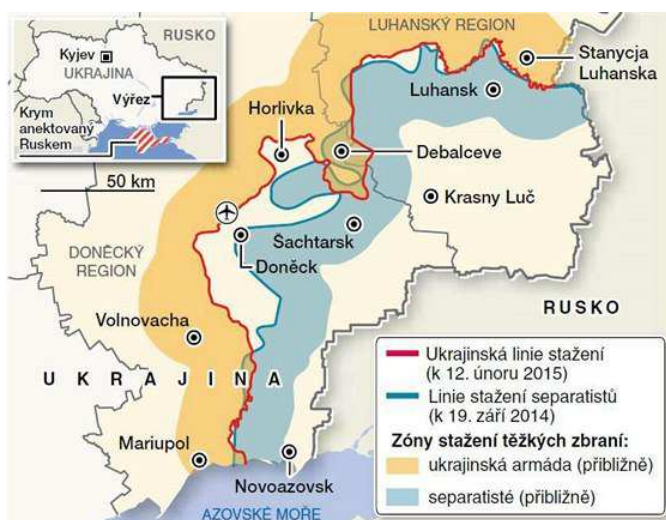 RUSKO
Kyjev
UKRAJINA
Výřez
Krym
anektovaný
Ruskem
50 km
LUHANSKÝ REGION
Stanycja
Luhanska
Luhansk
Horlivka
Debalceve
Krasny Luč
Šachtarsk
Doněck
DONĚCKÝ
REGION
Volnovacha
RUSKO
UKRAJINA
Mariupol
Novoazovsk
AZOVSKÉ MOŘE
Ukrajinská linie stažení
(k 12. únoru 2015)
Linie stažení separatistů
(k 19. září 2014)
Zóny stažení těžkých zbraní:
ukrajinská armáda (přibližně)
separatisté (přibližně)